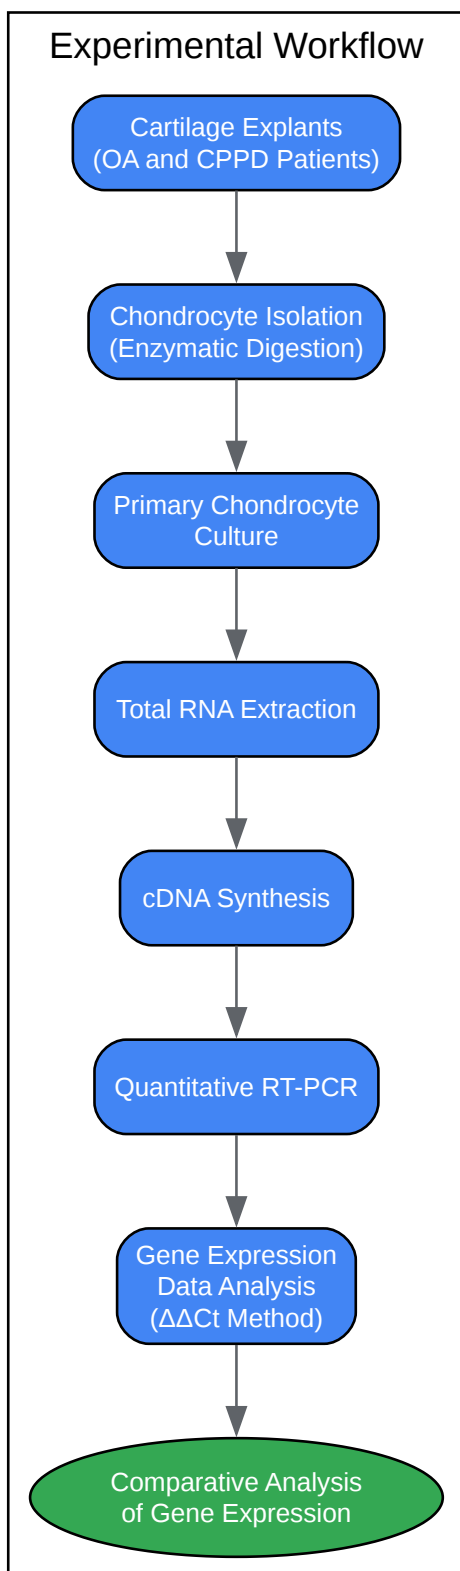 Experimental Workflow
Cartilage Explants
(OA and CPPD Patients)
Chondrocyte Isolation
(Enzymatic Digestion)
Primary Chondrocyte
Culture
Total RNA Extraction
cDNA Synthesis
Quantitative RT-PCR
Gene Expression
Data Analysis
(ΔΔCt Method)
Comparative Analysis
of Gene Expression